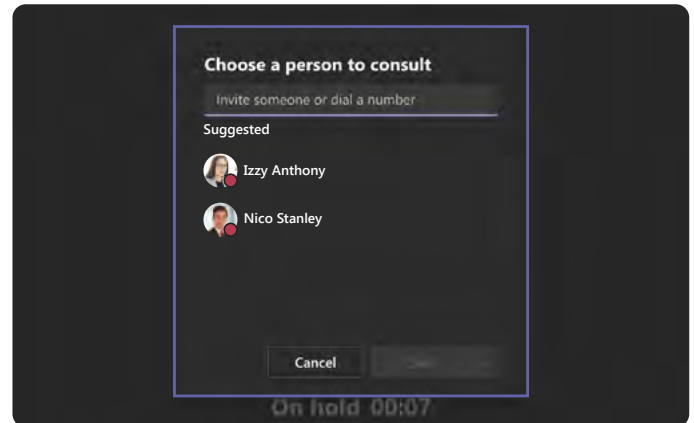 Choose a person to consult
Invite someone or dial a number
Suggested
Izzy Anthony
Nico Stanley
Cancel
On hold 00:07